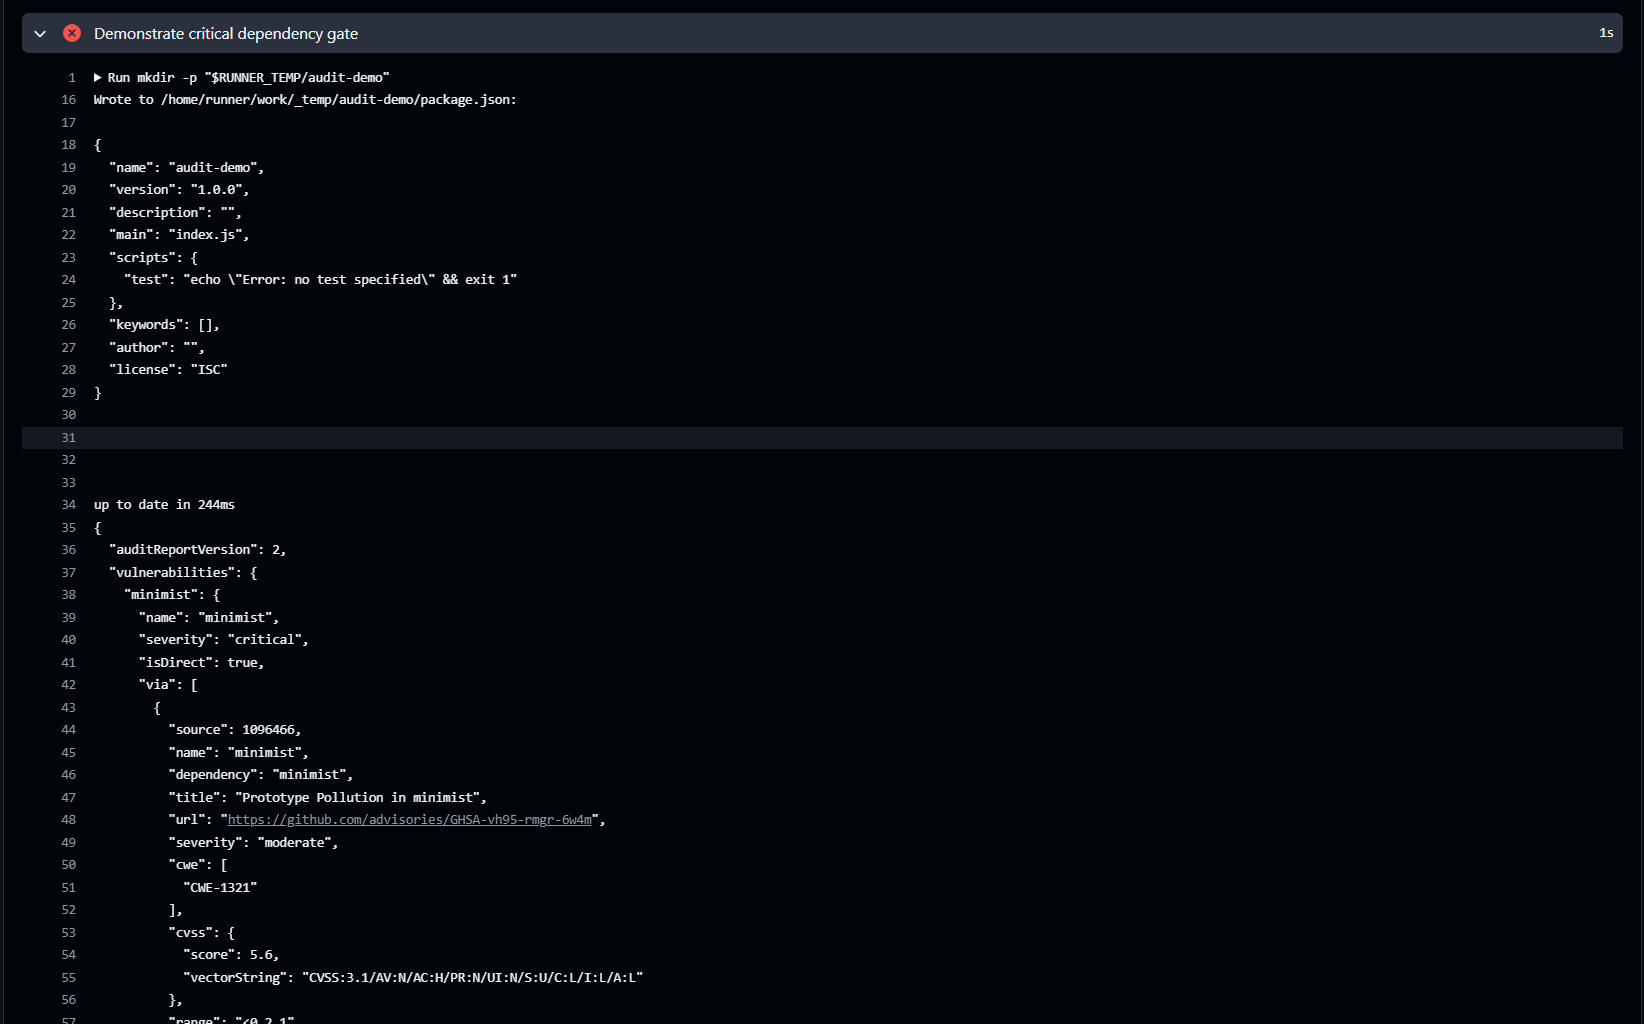 Demonstrate critical dependency gate 1s
1 Run mkdir -p "$RUNNER_TEMP/audit-demo"
16 Wrote to /home/runner/work/_temp/audit-demo/package.json:
17
18 {
19 "name": "audit-demo",
20 "version": "1.0.0",
21 "description": "",
22 "main": "index.js",
23 "scripts": {
24 "test": "echo \"Error: no test specified\" && exit 1"
25 },
26 "keywords": [],
27 "author": "",
28 "license": "ISC"
29 }
30
31
32
33
34 up to date in 244ms
35 {
36 "auditReportVersion": 2,
37 "vulnerabilities": {
38 "minimist": {
39 "name": "minimist",
40 "severity": "critical",
41 "isDirect": true,
42 "via": [
43 {
44 "source": 1096466,
45 "name": "minimist",
46 "dependency": "minimist",
47 "title": "Prototype Pollution in minimist",
48 "url": "https://github.com/advisories/GHSA-vh95-rmgr-6w4m",
49 "severity": "moderate",
50 "cwe": [
51 "CWE-1321"
52 ],
53 "cvss": {
54 "score": 5.6,
55 "vectorString": "CVSS:3.1/AV:N/AC:H/PR:N/UI:N/S:U/C:L/I:L/A:L"
56 },
57 "range": "<0.2.1"